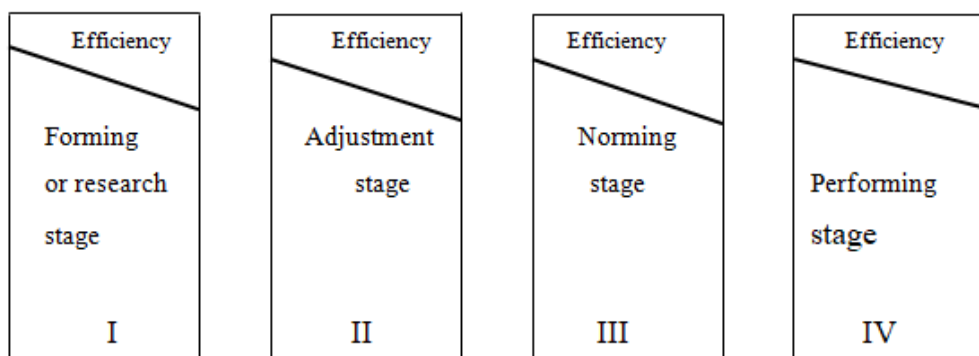 Efficiency
Forming
or research
stage
I
Efficiency
Adjustment
stage
II
Efficiency
Norming
stage
III
Efficiency
Performing
stage
IV